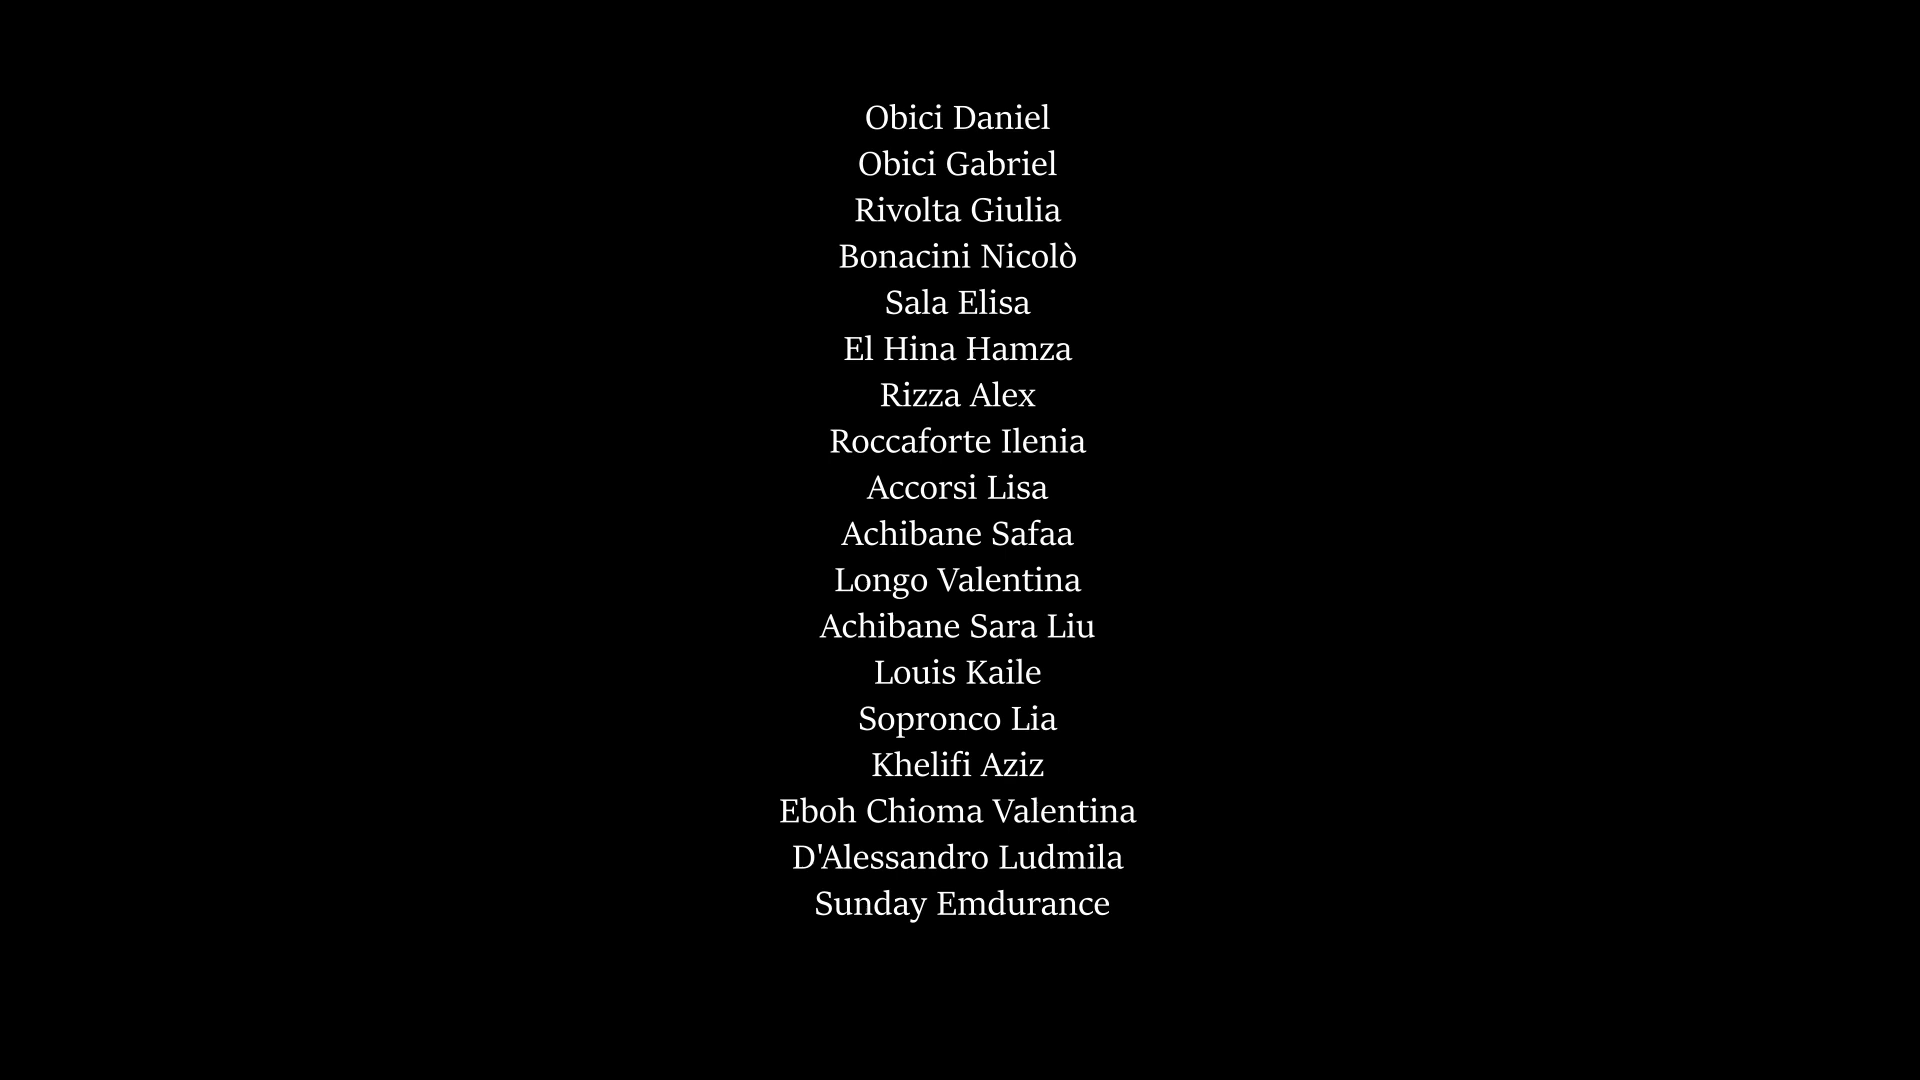 Obici Daniel
Obici Gabriel
Rivolta Giulia
Bonacini Nicolò
Sala Elisa
El Hina Hamza
Rizza Alex
Roccaforte Ilenia
Accorsi Lisa
Achibane Safaa
Longo Valentina
Achibane Sara Liu
Louis Kaile
Sopronco Lia
Khelifi Aziz
Eboh Chioma Valentina
D'Alessandro Ludmila
Sunday Emdurance